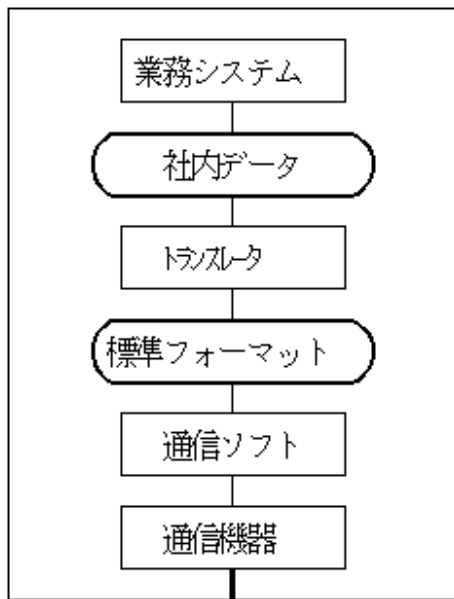 業務システム
社内データ
トランスレータ
標準フォーマット
通信ソフト
通信機器